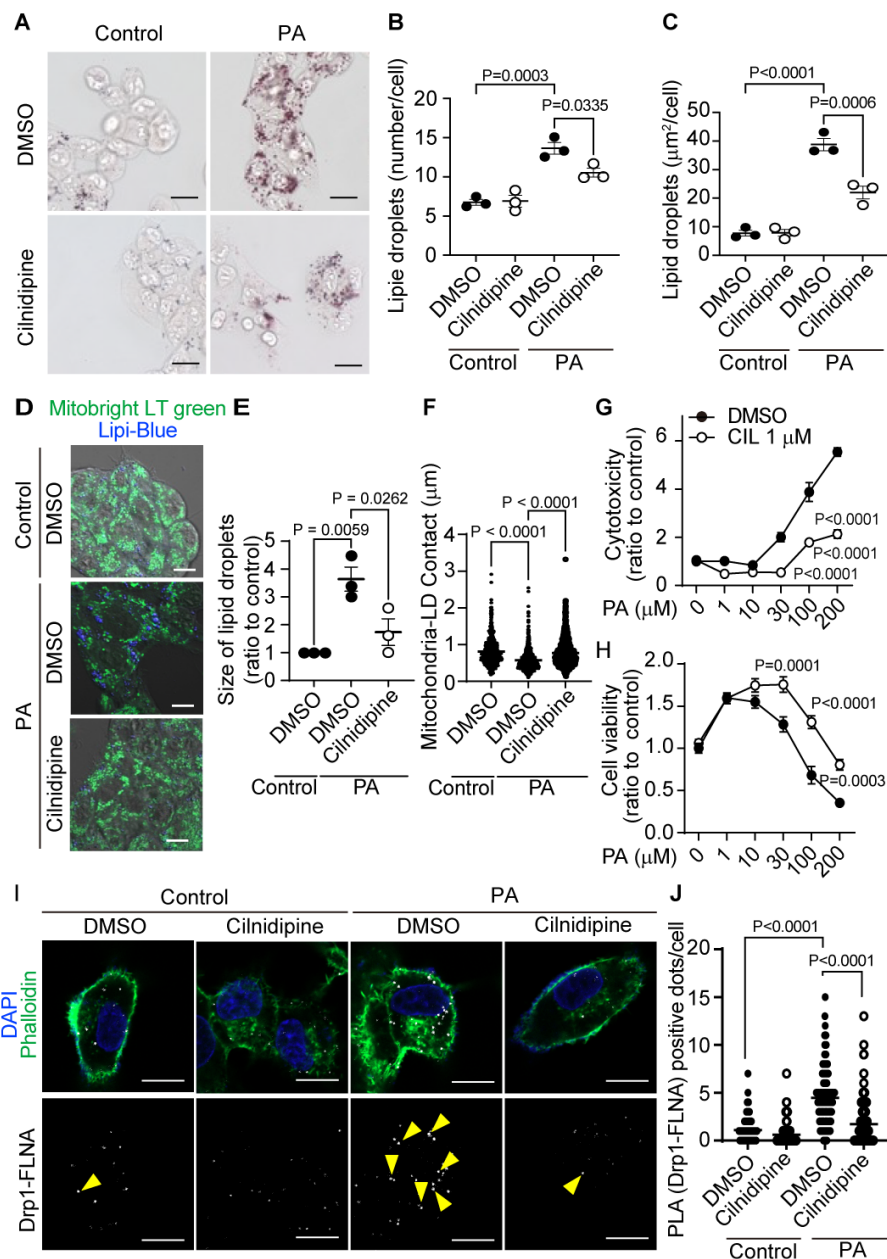 A
Control
PA
DMSO
Cilnidipine
B
Lipie droplets (number/cell)
P=0.0003
P=0.0335
20
15
10
5
0
DMSO
Cilnidipine
DMSO
Cilnidipine
Control
PA
C
Lipid droplets (μm²/cell)
P<0.0001
P=0.0006
50
40
30
20
10
0
DMSO
Cilnidipine
DMSO
Cilnidipine
Control
PA
D
Mitobright LT green
Lipi-Blue
Control
DMSO
PA
DMSO
Cilnidipine
E
Size of lipid droplets
(ratio to control)
P = 0.0262
P = 0.0059
5
4
3
2
1
0
DMSO
DMSO
Cilnidipine
Control
PA
F
Mitochondria-LD Contact (μm)
P < 0.0001
P < 0.0001
4
3
2
1
0
DMSO
DMSO
Cilnidipine
Control
PA
G
DMSO
CIL 1 μM
Cytotoxicity
(ratio to control)
6
4
2
0
P<0.0001
P<0.0001
P<0.0001
PA (μM)
0
1
10
30
100
200
H
Cell viability
(ratio to control)
2.0
1.5
1.0
0.5
0.0
P=0.0001
P<0.0001
P=0.0003
PA (μM)
0
1
10
30
100
200
I
Control
PA
DMSO
Cilnidipine
DMSO
Cilnidipine
DAPI
Phalloidin
Drp1-FLNA
J
PLA (Drp1-FLNA) positive dots/cell
P<0.0001
P<0.0001
20
15
10
5
0
DMSO
Cilnidipine
DMSO
Cilnidipine
Control
PA